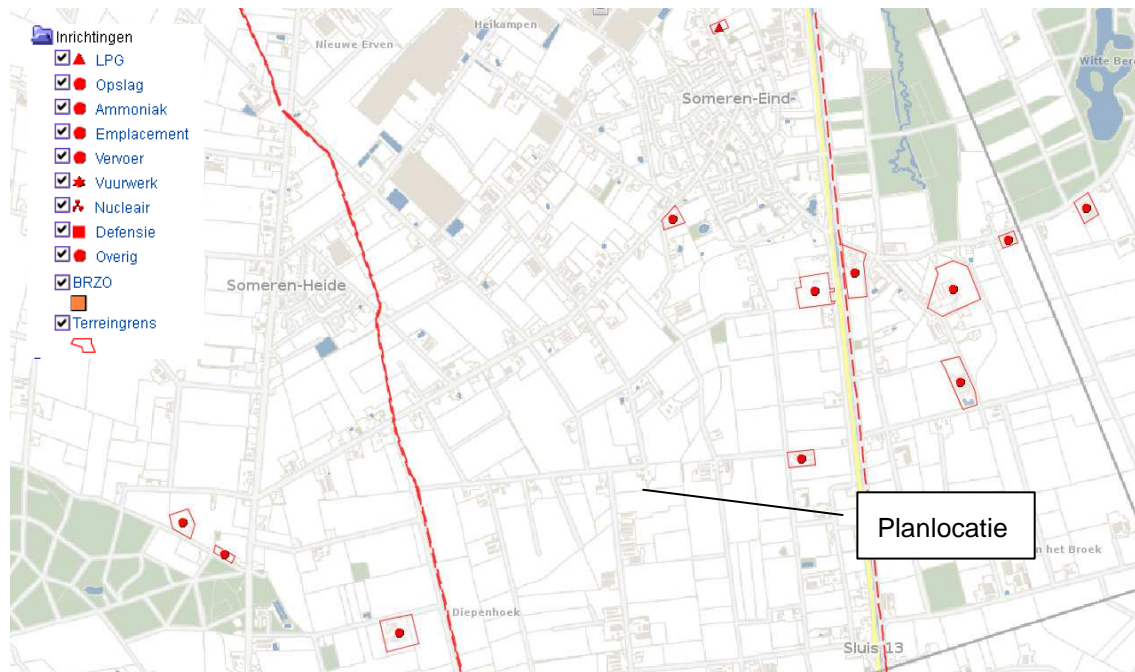 Inrichtingen
LPG
Opslag
Ammoniak
Emplacement
Vervoer
Vuurwerk
Nucleair
Defensie
Overig
BRZO
Terreingrens
Heikampen
Nieuwe Erven
Someren-Eind
Witte Ber
Someren-Heide
Planlocatie
n het Broek
Diepenhoek
Sluis 13